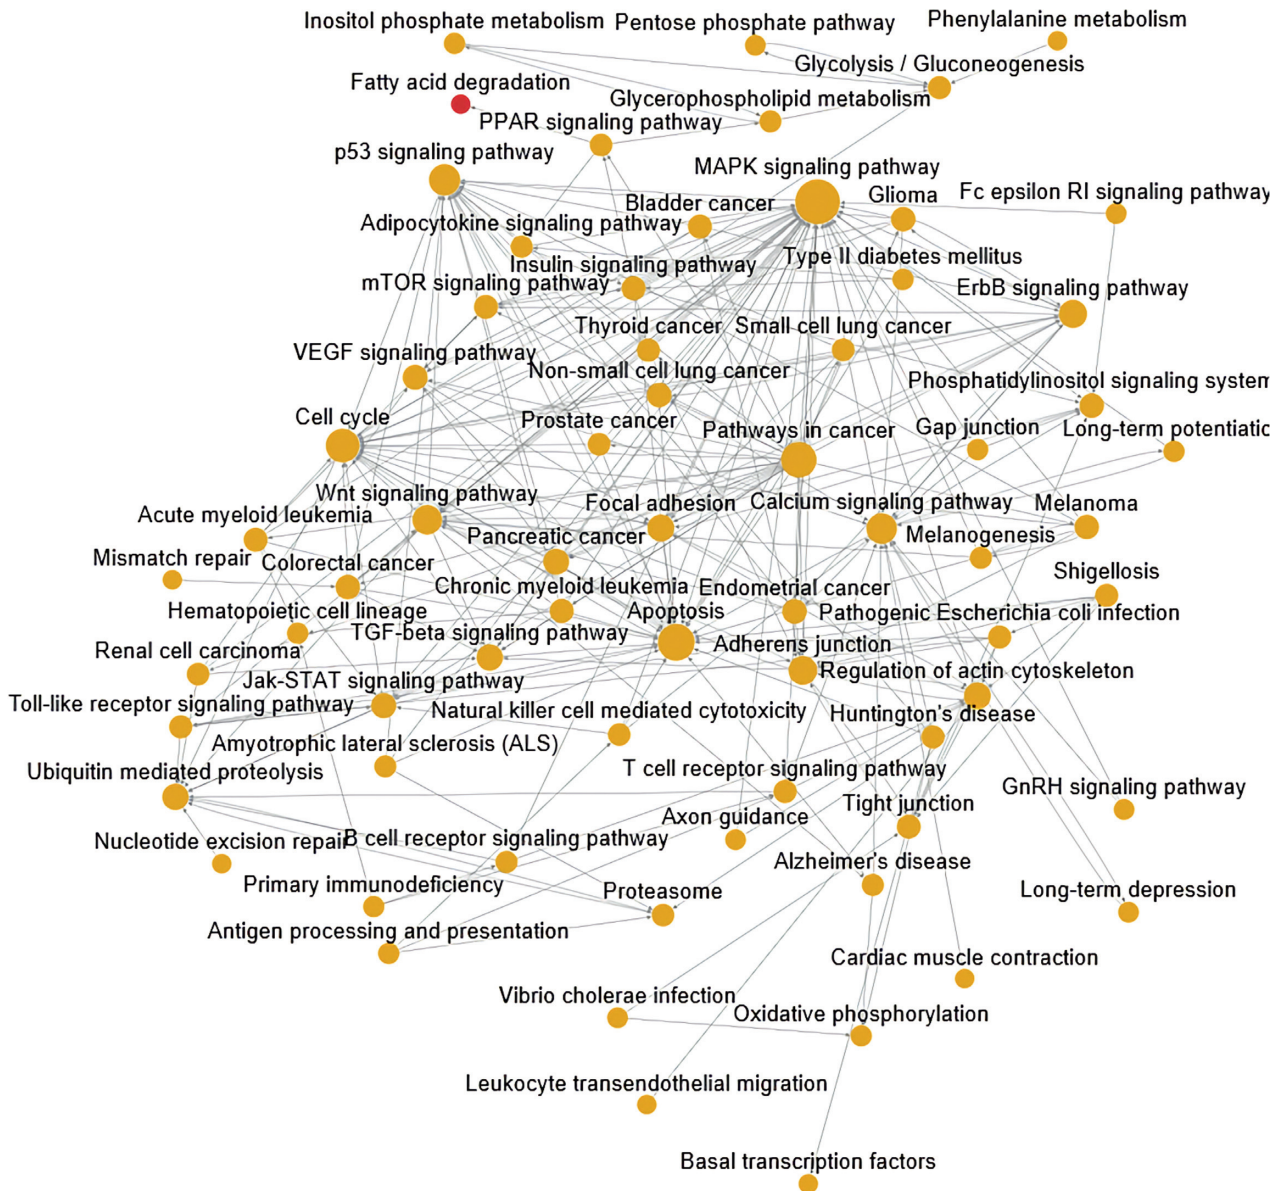 Inositol phosphate metabolism
Pentose phosphate pathway
Phenylalanine metabolism
Glycolysis / Gluconeogenesis
Fatty acid degradation
Glycerophospholipid metabolism
PPAR signaling pathway
p53 signaling pathway
MAPK signaling pathway
Glioma
Fc epsilon RI signaling pathway
Bladder cancer
Adipocytokine signaling pathway
Type II diabetes mellitus
Insulin signaling pathway
mTOR signaling pathway
ErbB signaling pathway
Thyroid cancer
Small cell lung cancer
VEGF signaling pathway
Non-small cell lung cancer
Phosphatidylinositol signaling system
Cell cycle
Prostate cancer
Pathways in cancer
Gap junction
Long-term potentiatic
Wnt signaling pathway
Focal adhesion
Calcium signaling pathway
Melanoma
Acute myeloid leukemia
Pancreatic cancer
Melanogenesis
Mismatch repair
Colorectal cancer
Shigellosis
Chronic myeloid leukemia
Endometrial cancer
Hematopoietic cell lineage
Apoptosis
Pathogenic Escherichia coli infection
TGF-beta signaling pathway
Adherens junction
Renal cell carcinoma
Regulation of actin cytoskeleton
Jak-STAT signaling pathway
Toll-like receptor signaling pathway
Natural killer cell mediated cytotoxicity
Huntington's disease
Amyotrophic lateral sclerosis (ALS)
Ubiquitin mediated proteolysis
T cell receptor signaling pathway
GnRH signaling pathway
Tight junction
Axon guidance
Nucleotide excision repair
B cell receptor signaling pathway
Alzheimer's disease
Primary immunodeficiency
Proteasome
Long-term depression
Antigen processing and presentation
Cardiac muscle contraction
Vibrio cholerae infection
Oxidative phosphorylation
Leukocyte transendothelial migration
Basal transcription factors